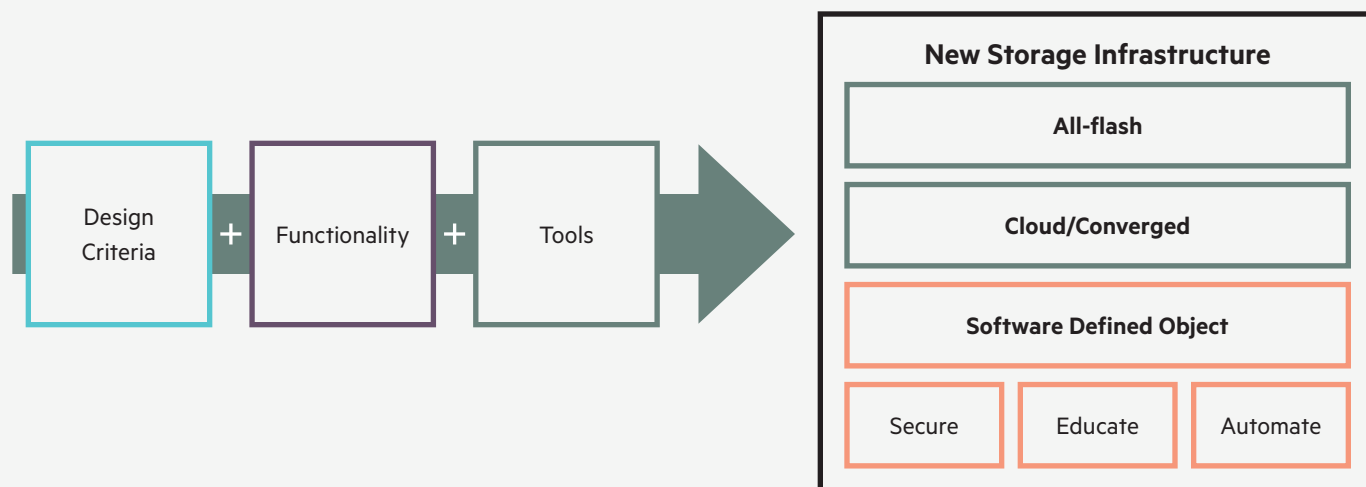 Design
Criteria
+
Functionality
+
Tools
New Storage Infrastructure
All-flash
Cloud/Converged
Software Defined Object
Secure
Educate
Automate